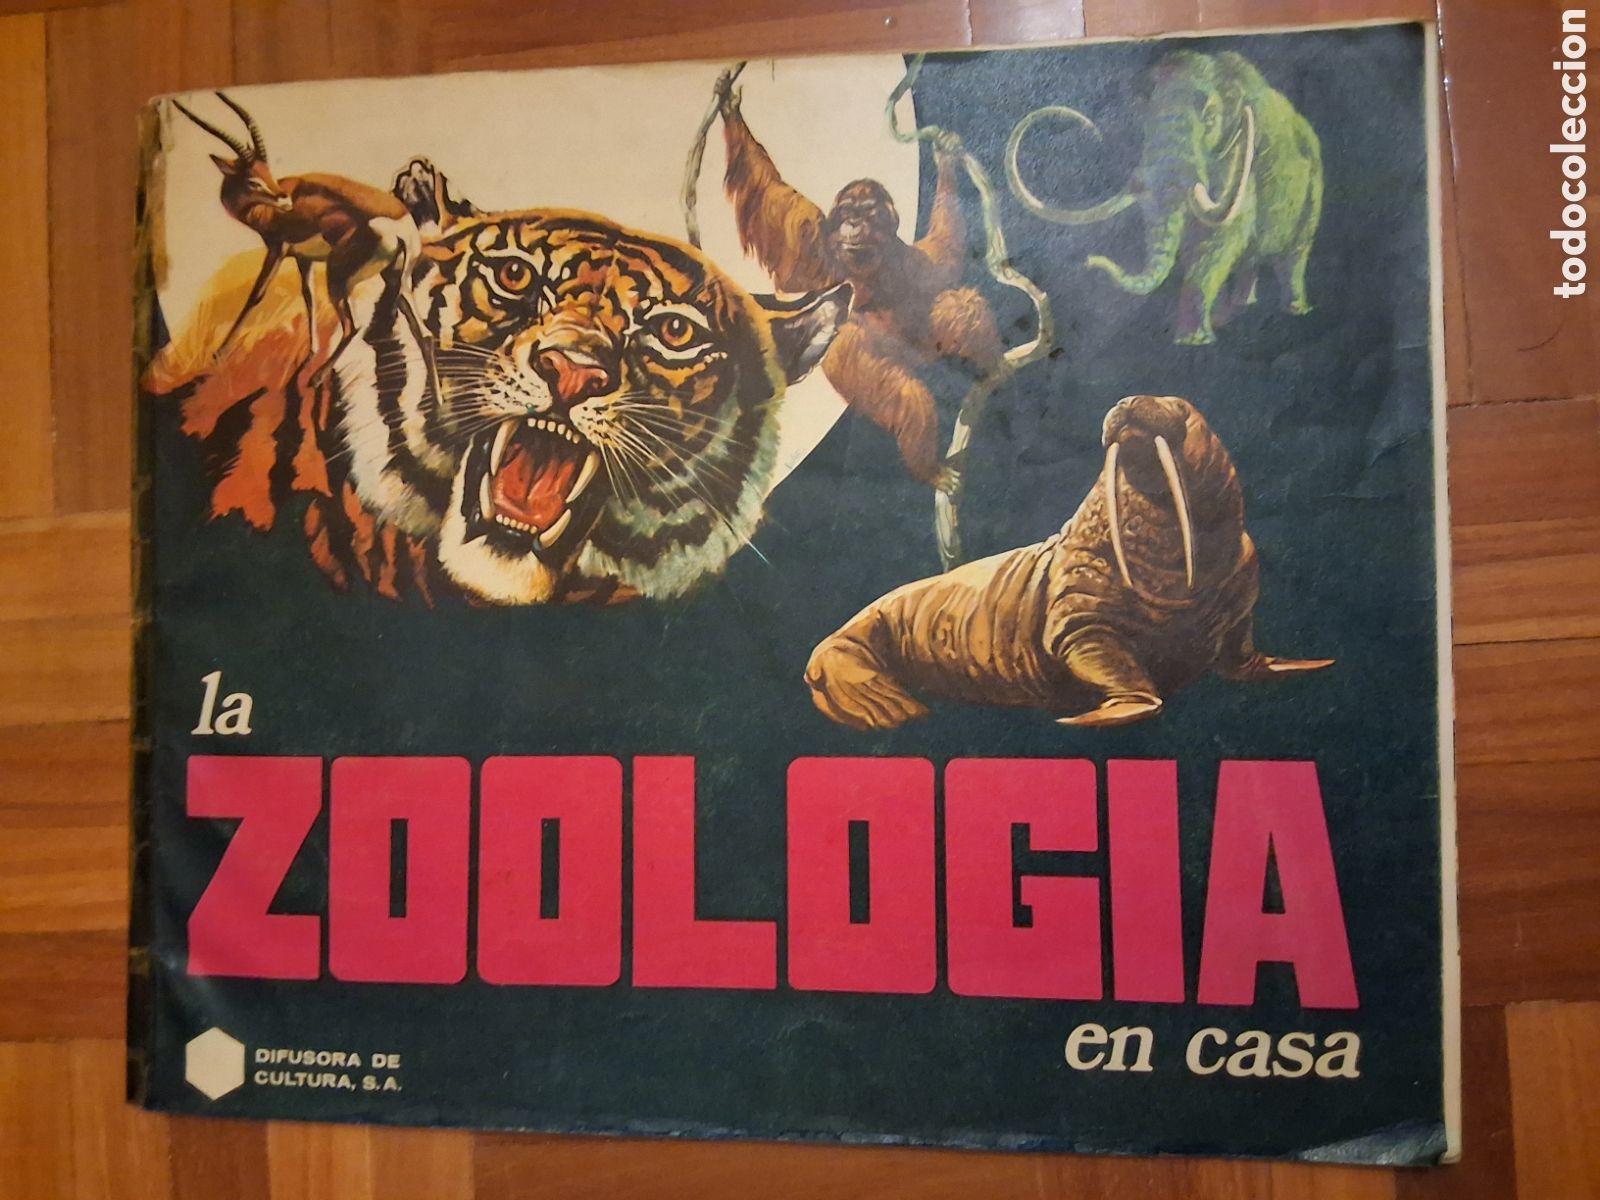 la
ZOOLOGIA
en casa
DIFUSORA DE
CULTURA, S.A.
todocoleccion